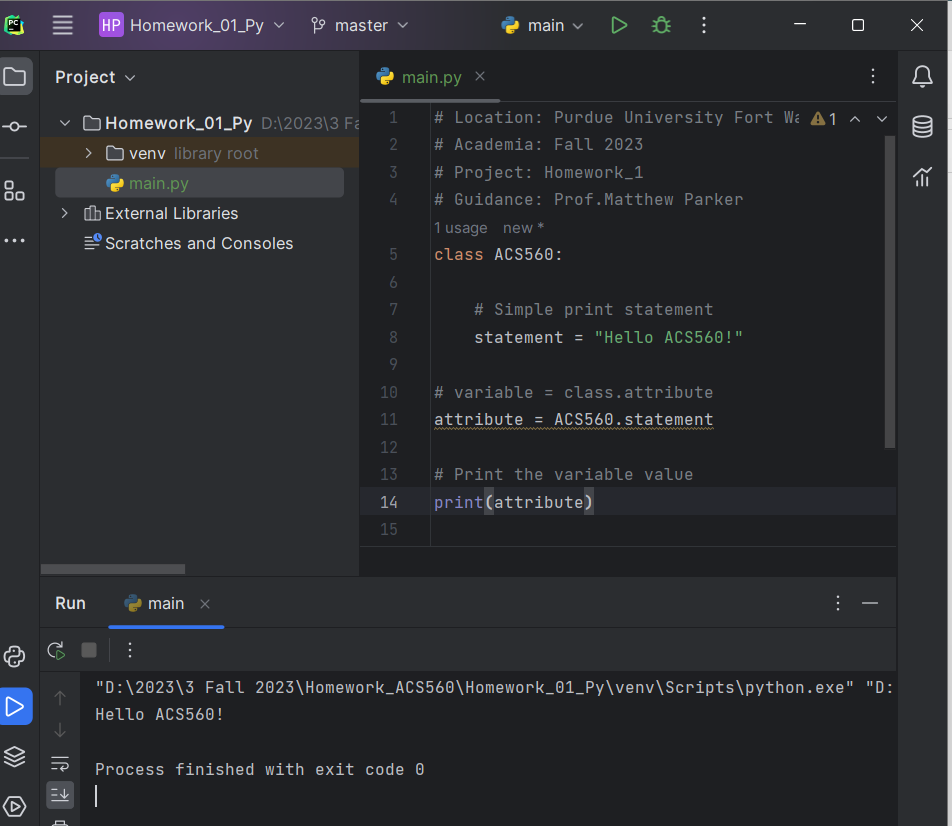 PC
HP Homework_01_Py master main
Project
Homework_01_Py D:\2023\3 Fa
venv library root
main.py
External Libraries
Scratches and Consoles
main.py
1 # Location: Purdue University Fort Wa 1
2 # Academia: Fall 2023
3 # Project: Homework_1
4 # Guidance: Prof.Matthew Parker
1 usage new *
5 class ACS560:
6
7 # Simple print statement
8 statement = "Hello ACS560!"
9
10 # variable = class.attribute
11 attribute = ACS560.statement
12
13 # Print the variable value
14 print(attribute)
15
Run main
"D:\2023\3 Fall 2023\Homework_ACS560\Homework_01_Py\venv\Scripts\python.exe" "D:
Hello ACS560!
Process finished with exit code 0